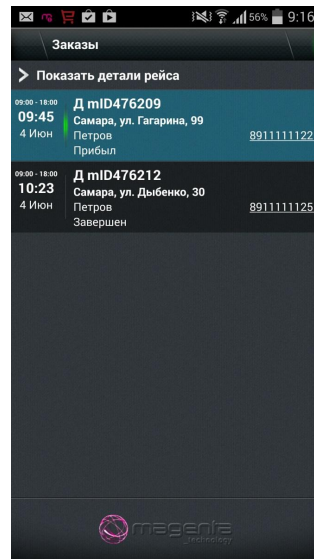 56% 9:16
Заказы
Показать детали рейса
09:00 - 18:00
09:45
4 Июн
Д mID476209
Самара, ул. Гагарина, 99
Петров 8911111122
Прибыл
09:00 - 18:00
10:23
4 Июн
Д mID476212
Самара, ул. Дыбенко, 30
Петров 8911111125
Завершен
magenta
technology